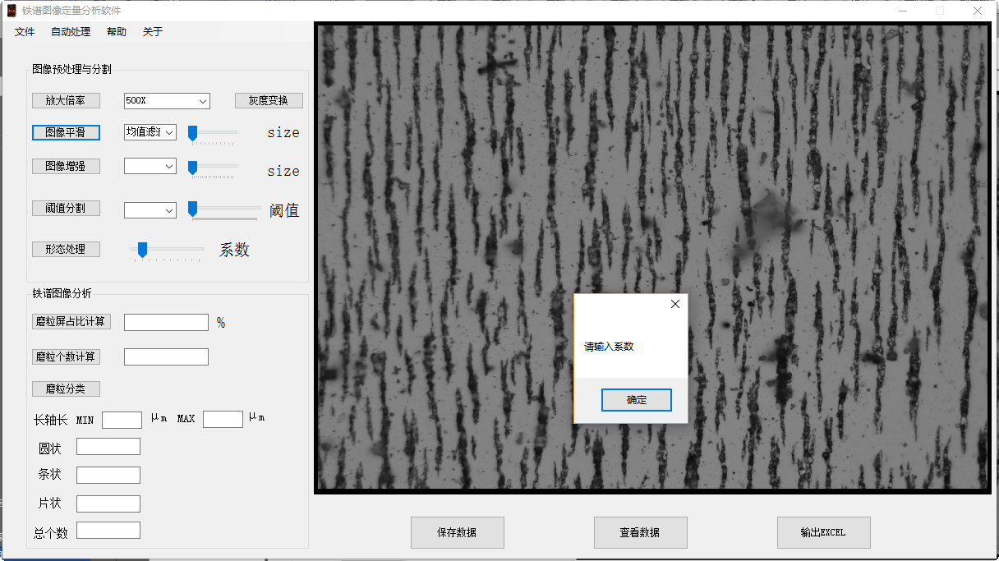 铁谱图像定量分析软件
文件 自动处理 帮助 关于
图像预处理与分割
放大倍率 500X 灰度变换
图像平滑 均值滤 size
图像增强 size
阈值分割 阈值
形态处理 系数
铁谱图像分析
磨粒屏占比计算 %
磨粒个数计算
磨粒分类
长轴长 MIN μm MAX μm
圆状
条状
片状
总个数
请输入系数
确定
保存数据 查看数据 输出EXCEL